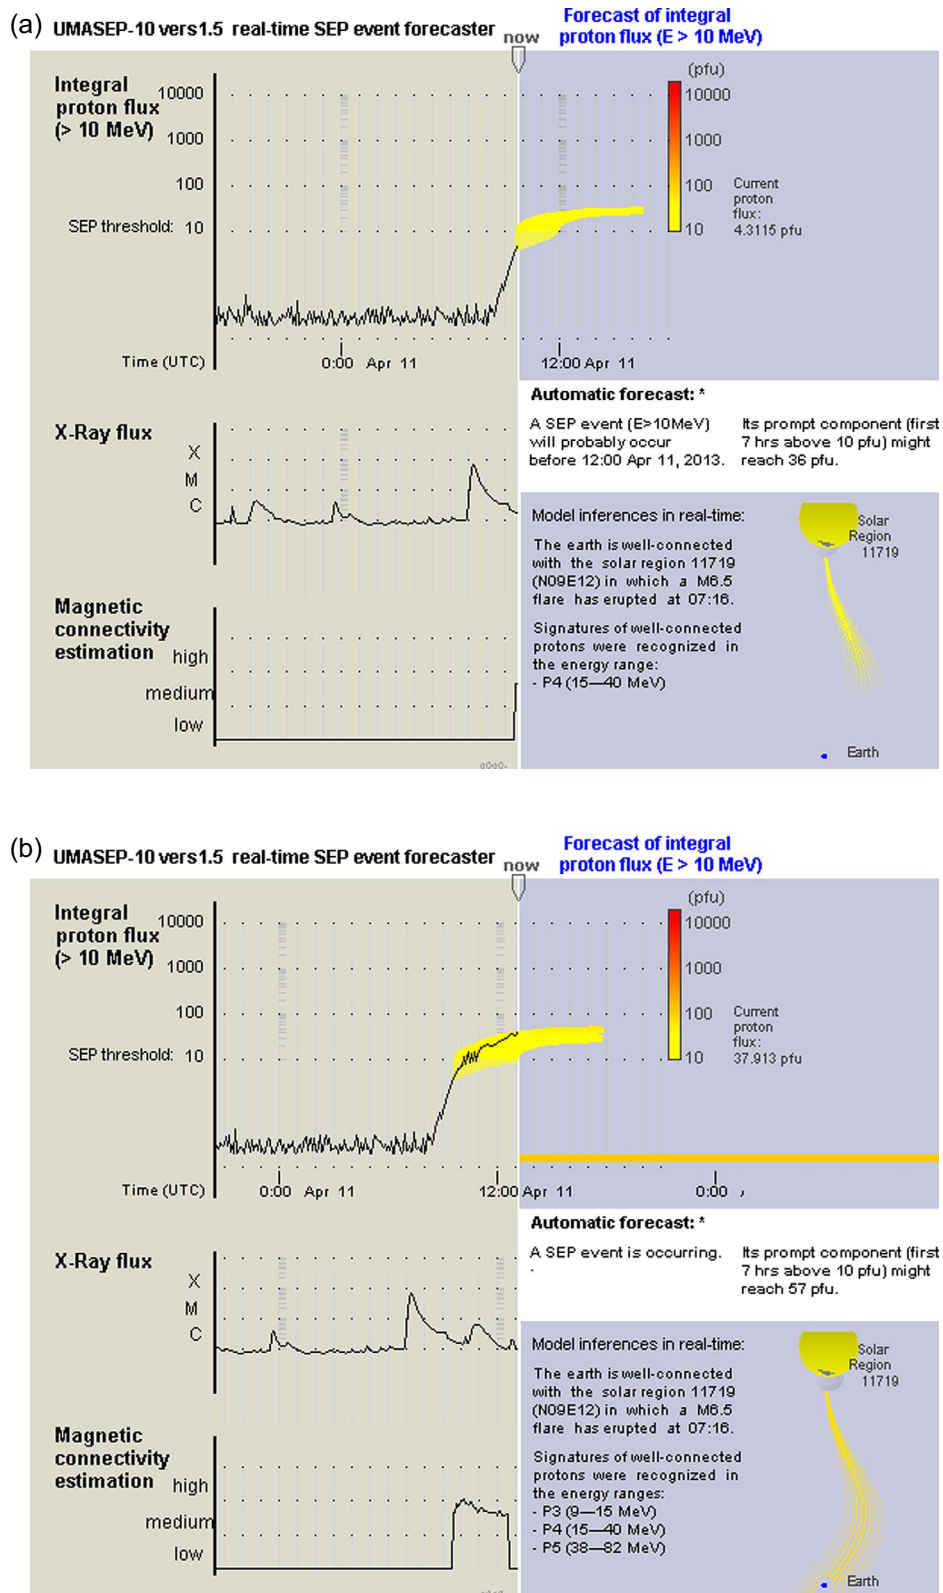 (a) UMASEP-10 vers1.5 real-time SEP event forecaster
now
Forecast of integral
proton flux (E > 10 MeV)
Integral
proton flux
(> 10 MeV)
10000
1000
100
SEP threshold: 10
(pfu)
10000
1000
100
10
Current
proton
flux:
4.3115 pfu
Time (UTC)
0:00 Apr 11
12:00 Apr 11
Automatic forecast: *
A SEP event (E>10MeV)
will probably occur
before 12:00 Apr 11, 2013.
Its prompt component (first
7 hrs above 10 pfu) might
reach 36 pfu.
X-Ray flux
X
M
C
Model inferences in real-time:
The earth is well-connected
with the solar region 11719
(N09E12) in which a M6.5
flare has erupted at 07:16.
Signatures of well-connected
protons were recognized in
the energy range:
- P4 (15—40 MeV)
Solar
Region
11719
Earth
Magnetic
connectivity
estimation
high
medium
low
(b) UMASEP-10 vers1.5 real-time SEP event forecaster
now
Forecast of integral
proton flux (E > 10 MeV)
Integral
proton flux
(> 10 MeV)
10000
1000
100
SEP threshold: 10
(pfu)
10000
1000
100
10
Current
proton
flux:
37.913 pfu
Time (UTC)
0:00 Apr 11
12:00 Apr 11
0:00
Automatic forecast: *
A SEP event is occurring.
Its prompt component (first
7 hrs above 10 pfu) might
reach 57 pfu.
X-Ray flux
X
M
C
Model inferences in real-time:
The earth is well-connected
with the solar region 11719
(N09E12) in which a M6.5
flare has erupted at 07:16.
Signatures of well-connected
protons were recognized in
the energy ranges:
- P3 (9—15 MeV)
- P4 (15—40 MeV)
- P5 (38—82 MeV)
Solar
Region
11719
Earth
Magnetic
connectivity
estimation
high
medium
low